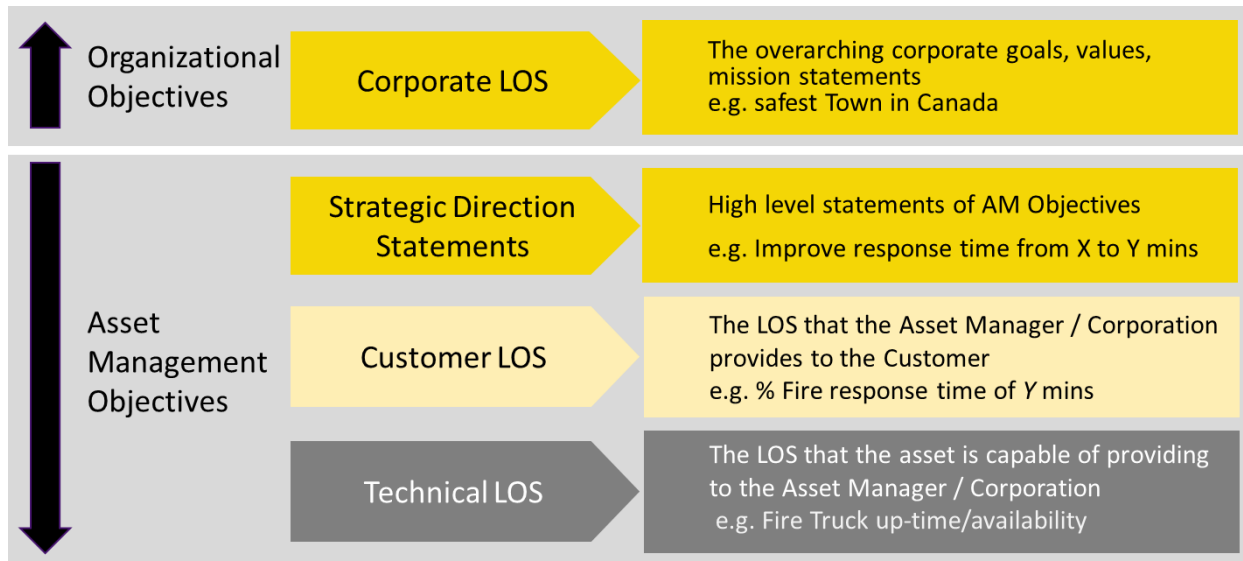 Organizational
Objectives
Corporate LOS
The overarching corporate goals, values,
mission statements
e.g. safest Town in Canada
Asset
Management
Objectives
Strategic Direction
Statements
High level statements of AM Objectives
e.g. Improve response time from X to Y mins
Customer LOS
The LOS that the Asset Manager / Corporation
provides to the Customer
e.g. % Fire response time of Y mins
Technical LOS
The LOS that the asset is capable of providing
to the Asset Manager / Corporation
e.g. Fire Truck up-time/availability